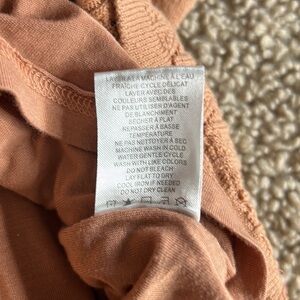 LAVER À LA MACHINE À L'EAU
FRAÎCHE CYCLE DÉLICAT
LAVER AVEC DES
COULEURS SEMBLABLES
NE PAS UTILISER D'AGENT
DE BLANCHIMENT
SÉCHER À PLAT
REPASSER À BASSE
TEMPÉRATURE
NE PAS NETTOYER À SEC
MACHINE WASH IN COLD
WATER GENTLE CYCLE
WASH WITH LIKE COLORS
DO NOT BLEACH
LAY FLAT TO DRY
COOL IRON IF NEEDED
DO NOT DRY CLEAN